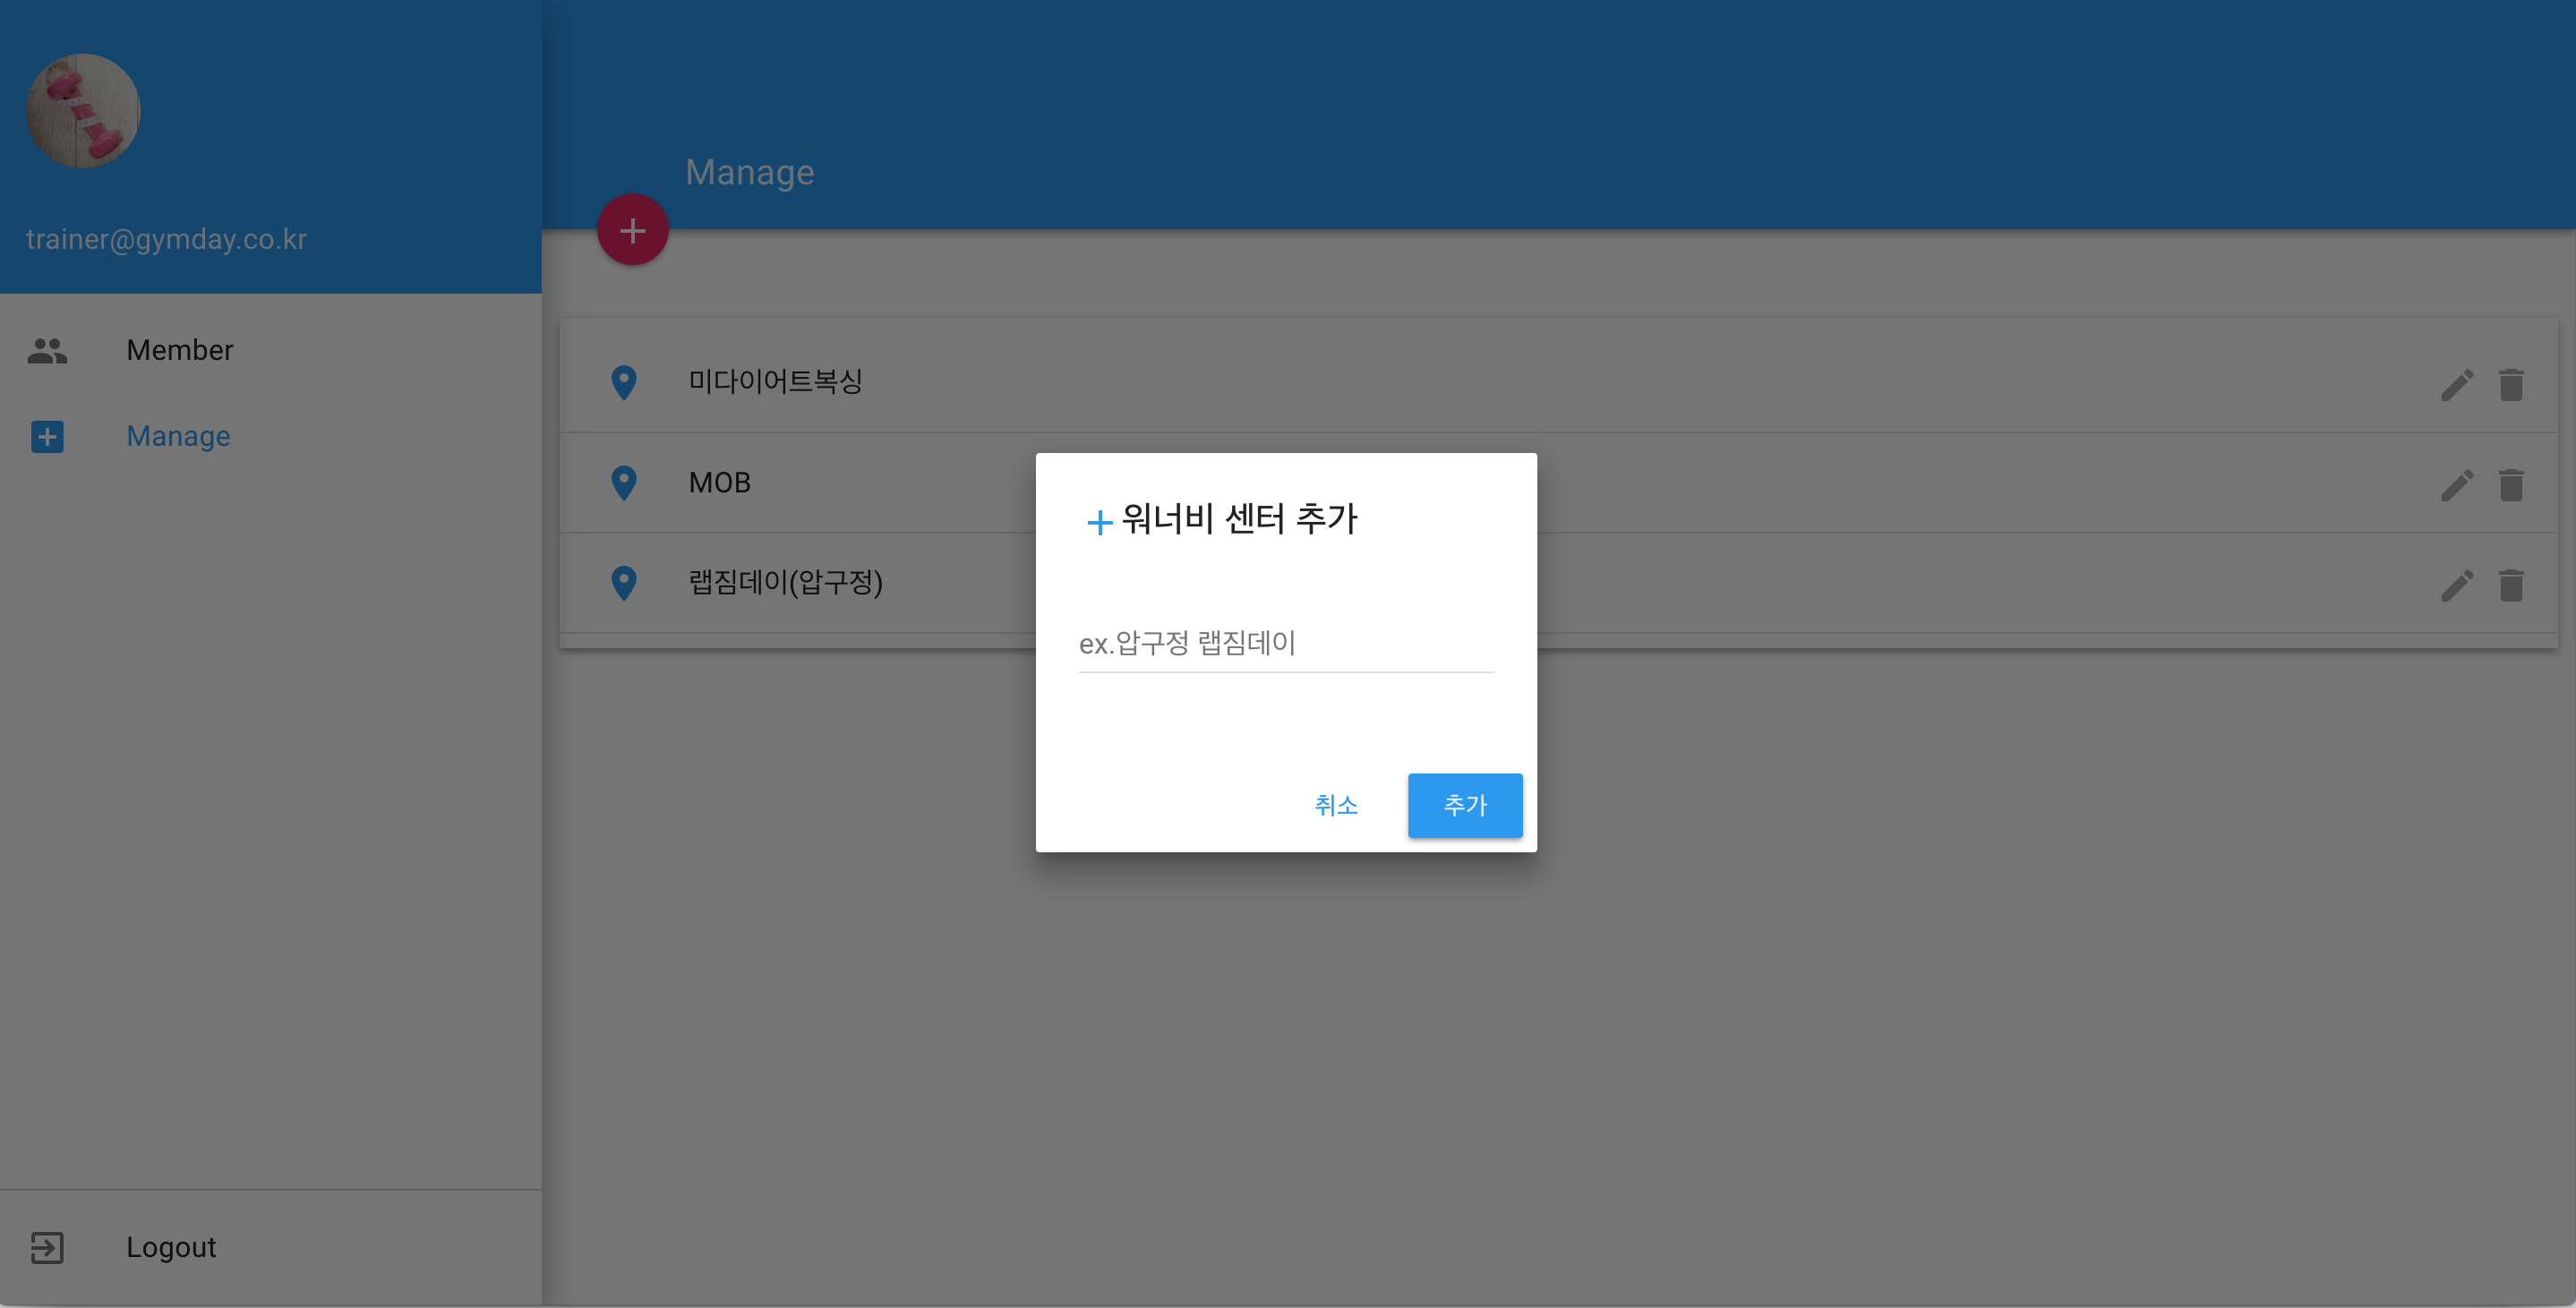 Manage
trainer@gymday.co.kr
Member
Manage
미다이어트복싱
MOB
랩짐데이(압구정)
워너비 센터 추가
ex.압구정 랩짐데이
취소
추가
Logout